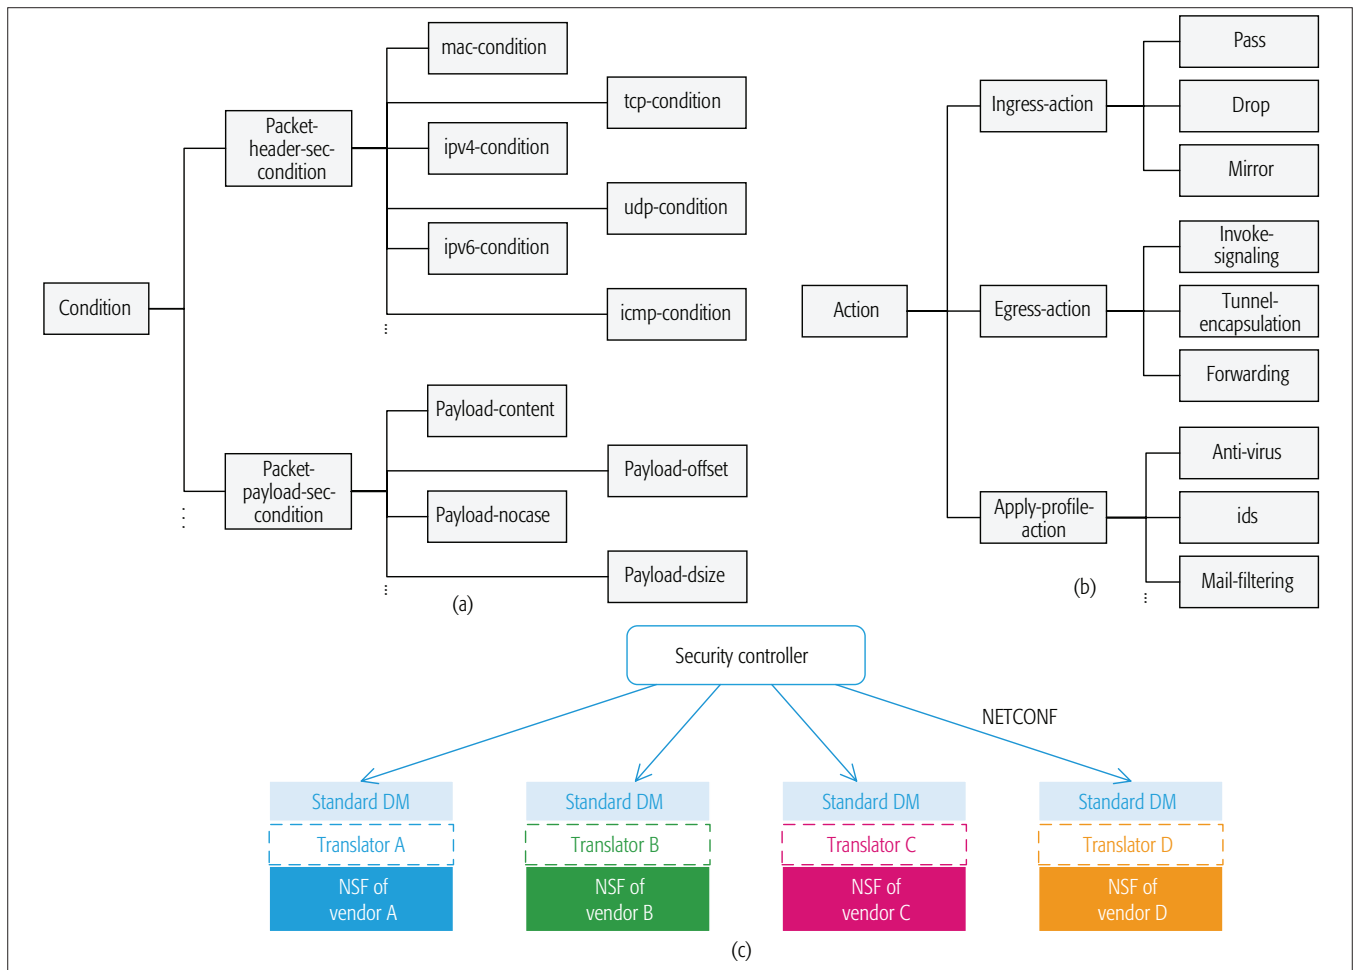 Condition
Packet-
header-sec-
condition
mac-condition
tcp-condition
ipv4-condition
udp-condition
ipv6-condition
icmp-condition
...
Packet-
payload-sec-
condition
...
Payload-content
Payload-offset
Payload-nocase
Payload-dsize
...
(a)
Action
Ingress-action
Pass
Drop
Mirror
Egress-action
Invoke-
signaling
Tunnel-
encapsulation
Forwarding
Apply-profile-
action
Anti-virus
ids
Mail-filtering
...
(b)
Security controller
NETCONF
Standard DM
Translator A
NSF of
vendor A
Standard DM
Translator B
NSF of
vendor B
Standard DM
Translator C
NSF of
vendor C
Standard DM
Translator D
NSF of
vendor D
(c)